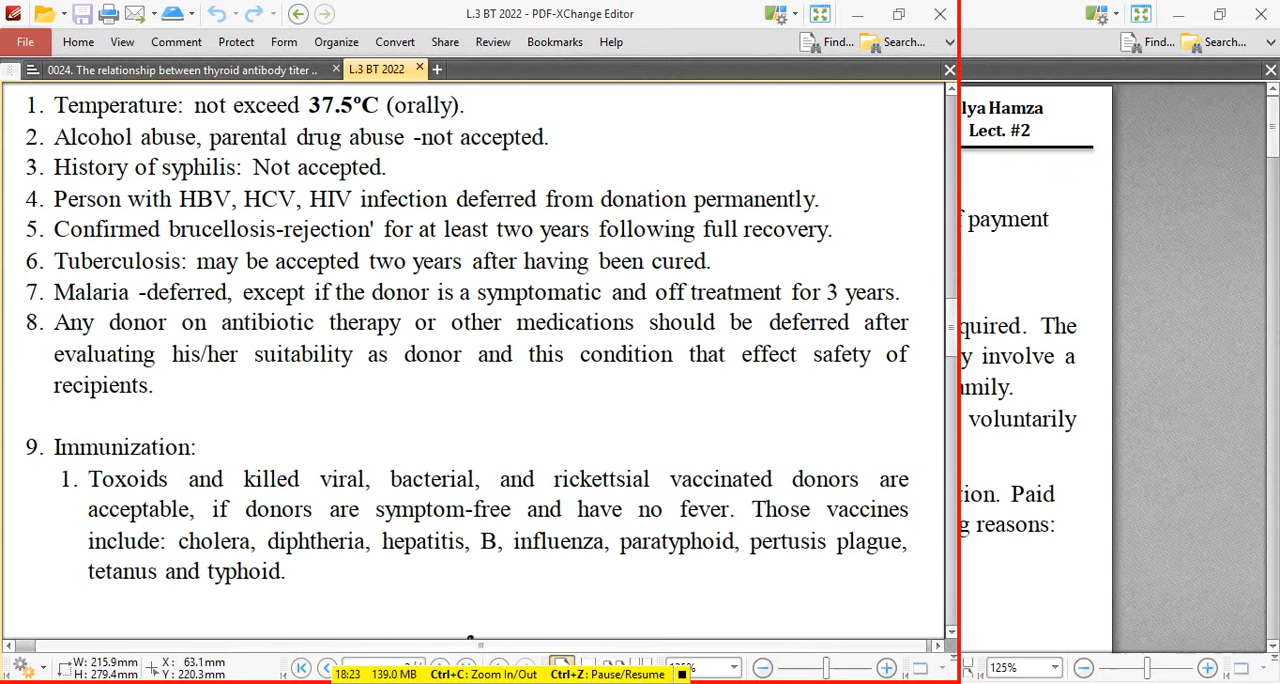 L.3 BT 2022 - PDF-XChange Editor
File Home View Comment Protect Form Organize Convert Share Review Bookmarks Help Find... Search... Find... Search...
0024. The relationship between thyroid antibody titer .. L.3 BT 2022
1. Temperature: not exceed 37.5ºC (orally).
2. Alcohol abuse, parental drug abuse -not accepted.
3. History of syphilis: Not accepted.
4. Person with HBV, HCV, HIV infection deferred from donation permanently.
5. Confirmed brucellosis-rejection' for at least two years following full recovery.
6. Tuberculosis: may be accepted two years after having been cured.
7. Malaria -deferred, except if the donor is a symptomatic and off treatment for 3 years.
8. Any donor on antibiotic therapy or other medications should be deferred after
evaluating his/her suitability as donor and this condition that effect safety of
recipients.
9. Immunization:
1. Toxoids and killed viral, bacterial, and rickettsial vaccinated donors are
acceptable, if donors are symptom-free and have no fever. Those vaccines
include: cholera, diphtheria, hepatitis, B, influenza, paratyphoid, pertusis plague,
tetanus and typhoid.
lya Hamza
Lect. #2
payment
quired. The
y involve a
amily.
voluntarily
tion. Paid
g reasons:
W: 215.9mm X: 63.1mm
H: 279.4mm Y: 220.3mm
18:23 139.0 MB Ctrl+C: Zoom In/Out Ctrl+Z: Pause/Resume
125%